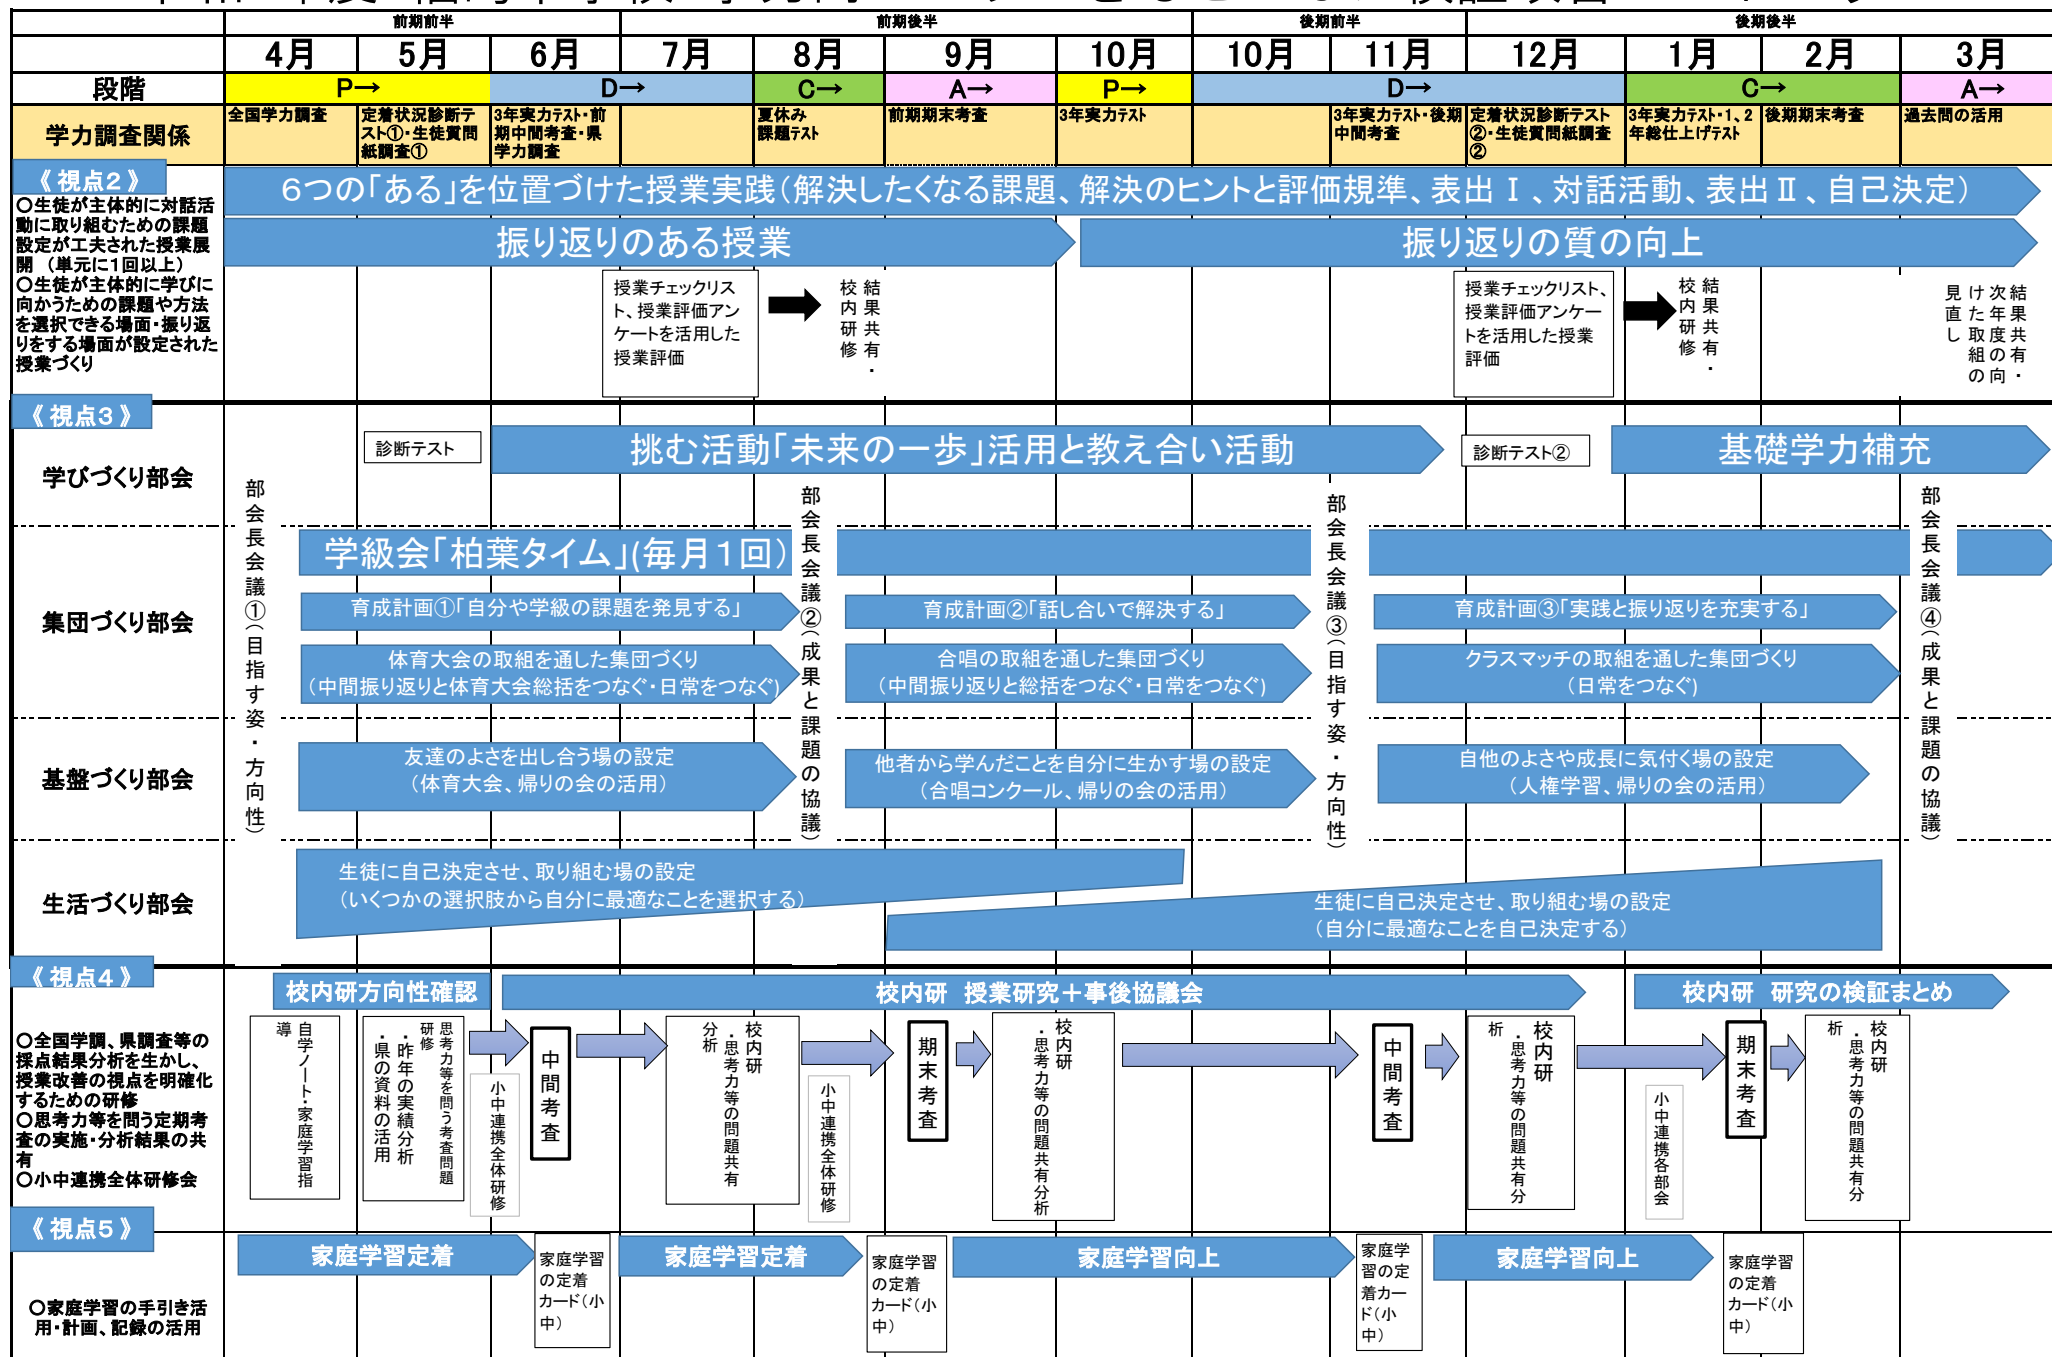 前期前半
前期後半
後期前半
後期後半
4月
5月
6月
7月
8月
9月
10月
10月
11月
12月
1月
2月
3月
段階
P→
D→
C→
A→
P→
D→
C→
A→
学力調査関係
全国学力調査
定着状況診断テ
スト①・生徒質問
紙調査①
3年実力テスト・前
期中間考査・県
学力調査
夏休み
課題テスト
前期期末考査
3年実力テスト
3年実力テスト・後期
中間考査
定着状況診断テスト
②・生徒質問紙調査
②
3年実力テスト・1、2
年総仕上げテスト
後期期末考査
過去問の活用
《視点2》
○生徒が主体的に対話活
動に取り組むための課題
設定が工夫された授業展
開 (単元に1回以上)
○生徒が主体的に学びに
向かうための課題や方法
を選択できる場面・振り返
りをする場面が設定された
授業づくり
6つの「ある」を位置づけた授業実践(解決したくなる課題、解決のヒントと評価規準、表出Ⅰ、対話活動、表出Ⅱ、自己決定)
振り返りのある授業
振り返りの質の向上
授業チェックリス
ト、授業評価アン
ケートを活用した
授業評価
結果共有・
校内研修
授業チェックリスト、
授業評価アンケー
トを活用した授業
評価
結果共有・
校内研修
結果共有・
次年度の向
けた取組の
見直し
《視点3》
学びづくり部会
診断テスト
挑む活動「未来の一歩」活用と教え合い活動
診断テスト②
基礎学力補充
部会長会議①(目指す姿・方向性)
部会長会議②(成果と課題の協議)
部会長会議③(目指す姿・方向性)
部会長会議④(成果と課題の協議)
集団づくり部会
学級会「柏葉タイム」(毎月1回)
育成計画①「自分や学級の課題を発見する」
育成計画②「話し合いで解決する」
育成計画③「実践と振り返りを充実する」
体育大会の取組を通した集団づくり
(中間振り返りと体育大会総括をつなぐ・日常をつなぐ)
合唱の取組を通した集団づくり
(中間振り返りと総括をつなぐ・日常をつなぐ)
クラスマッチの取組を通した集団づくり
(日常をつなぐ)
基盤づくり部会
友達のよさを出し合う場の設定
(体育大会、帰りの会の活用)
他者から学んだことを自分に生かす場の設定
(合唱コンクール、帰りの会の活用)
自他のよさや成長に気付く場の設定
(人権学習、帰りの会の活用)
生活づくり部会
生徒に自己決定させ、取り組む場の設定
(いくつかの選択肢から自分に最適なことを選択する)
生徒に自己決定させ、取り組む場の設定
(自分に最適なことを自己決定する)
《視点4》
○全国学調、県調査等の
採点結果分析を生かし、
授業改善の視点を明確化
するための研修
○思考力等を問う定期考
査の実施・分析結果の共
有
○小中連携全体研修会
校内研方向性確認
校内研 授業研究+事後協議会
校内研 研究の検証まとめ
自学ノート・家庭学習指
導
思考力等を問う考査問題
研修
・昨年の実績分析
・県の資料の活用
小中連携全体研修
中間考査
校内研
・思考力等の問題共有
分析
小中連携全体研修
期末考査
校内研
・思考力等の問題共有分析
中間考査
校内研
・思考力等の問題共有分
析
小中連携各部会
期末考査
校内研
・思考力等の問題共有分
析
《視点5》
○家庭学習の手引き活
用・計画、記録の活用
家庭学習定着
家庭学習
の定着
カード(小
中)
家庭学習定着
家庭学習
の定着
カード(小
中)
家庭学習向上
家庭学
習の定
着カー
ド(小
中)
家庭学習向上
家庭学習
の定着
カード(小
中)